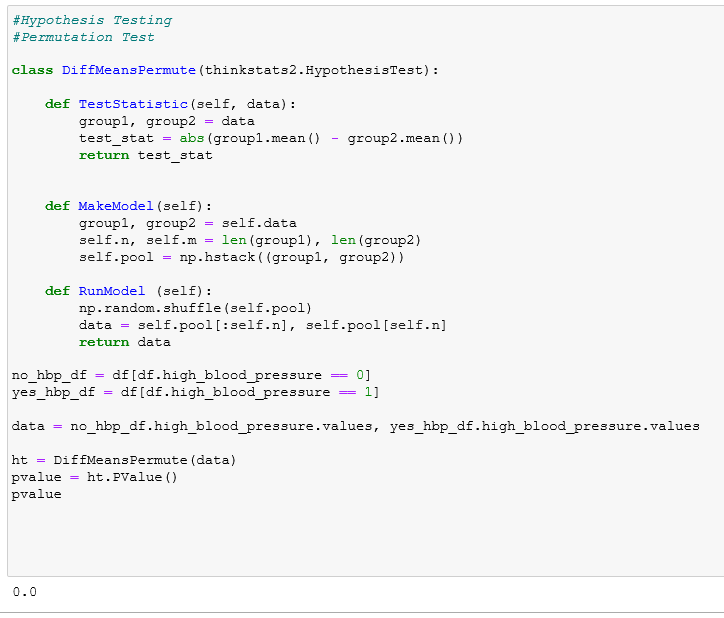 #Hypothesis Testing
#Permutation Test
class DiffMeansPermute(thinkstats2.HypothesisTest):
    def TestStatistic(self, data):
        group1, group2 = data
        test_stat = abs(group1.mean() - group2.mean())
        return test_stat
    def MakeModel(self):
        group1, group2 = self.data
        self.n, self.m = len(group1), len(group2)
        self.pool = np.hstack((group1, group2))
    def RunModel (self):
        np.random.shuffle(self.pool)
        data = self.pool[:self.n], self.pool[self.n]
        return data
no_hbp_df = df[df.high_blood_pressure == 0]
yes_hbp_df = df[df.high_blood_pressure == 1]
data = no_hbp_df.high_blood_pressure.values, yes_hbp_df.high_blood_pressure.values
ht = DiffMeansPermute(data)
pvalue = ht.PValue()
pvalue
0.0